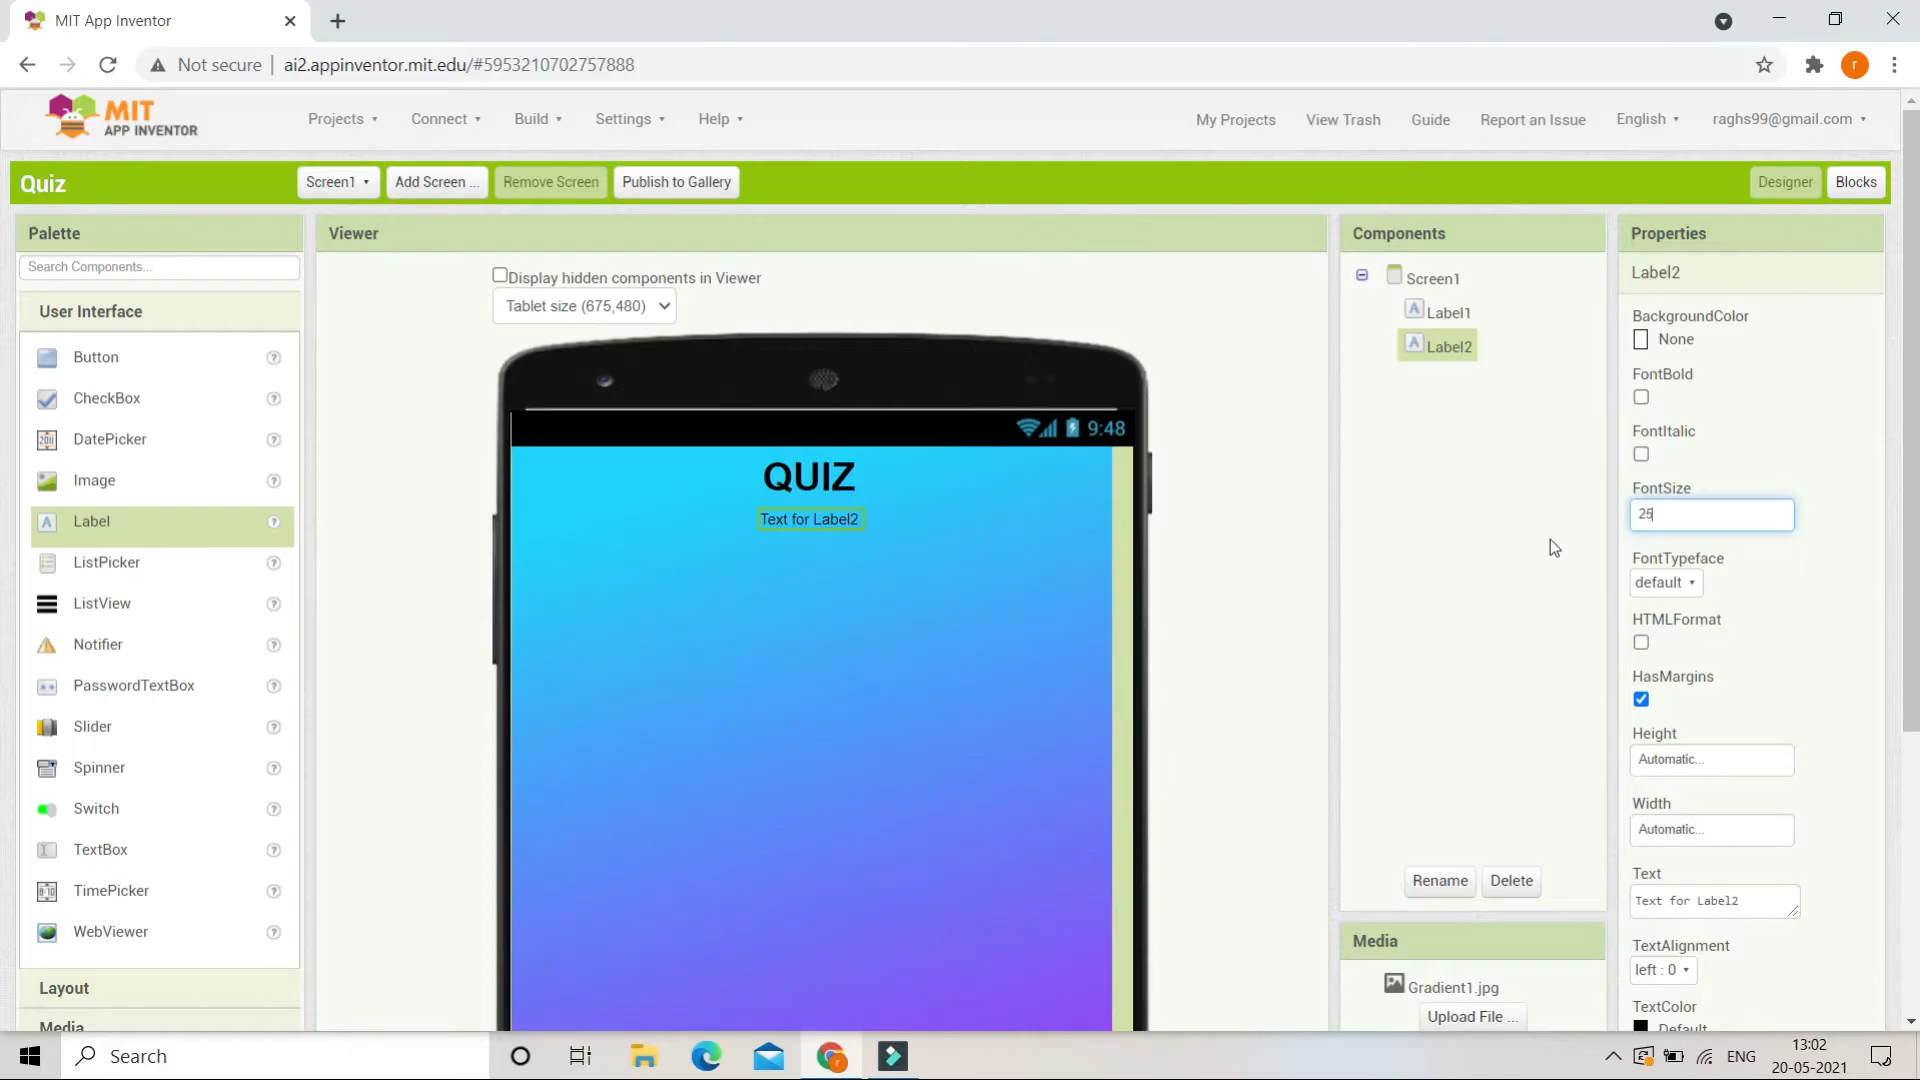 MIT App Inventor
Not secure
ai2.appinventor.mit.edu/#5953210702757888
r
MIT
APP INVENTOR
Projects
Connect
Build
Settings
Help
My Projects
View Trash
Guide
Report an Issue
English
raghs99@gmail.com
Quiz
Screen1
Add Screen ...
Remove Screen
Publish to Gallery
Designer
Blocks
Palette
Search Components...
User Interface
Button
CheckBox
DatePicker
Image
Label
ListPicker
ListView
Notifier
PasswordTextBox
Slider
Spinner
Switch
TextBox
TimePicker
WebViewer
Layout
Media
Viewer
Display hidden components in Viewer
Tablet size (675,480)
9:48
QUIZ
Text for Label2
Components
Screen1
Label1
Label2
Rename
Delete
Media
Gradient1.jpg
Upload File ...
Properties
Label2
BackgroundColor
None
FontBold
FontItalic
FontSize
25
FontTypeface
default
HTMLFormat
HasMargins
Height
Automatic...
Width
Automatic...
Text
Text for Label2
TextAlignment
left : 0
TextColor
Default
Search
ENG
13:02
20-05-2021